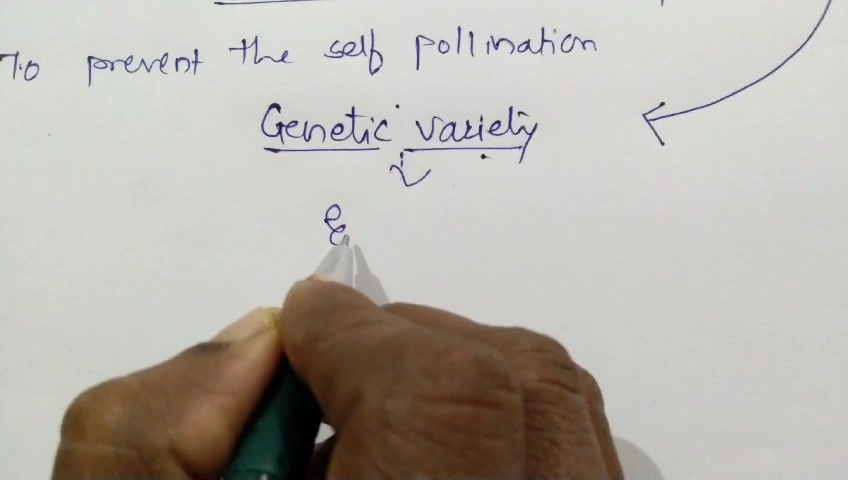 To prevent the self pollination
Genetic variety
E